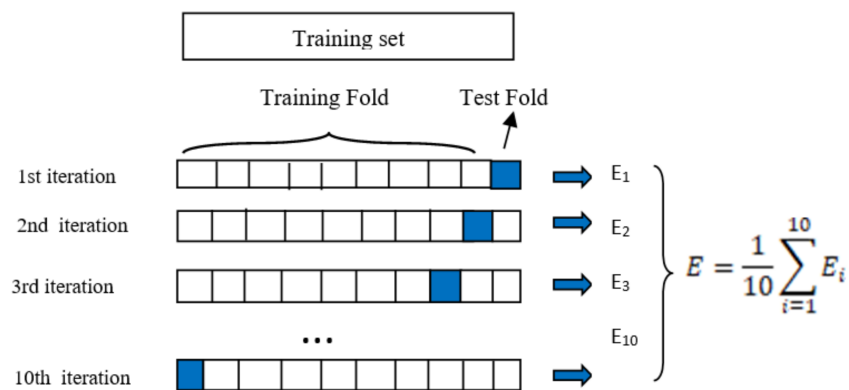 Training set
Training Fold Test Fold
1st iteration E₁
2nd iteration E₂
3rd iteration E₃
E = 1/10 10∑i=1 Eᵢ
... E₁₀
10th iteration